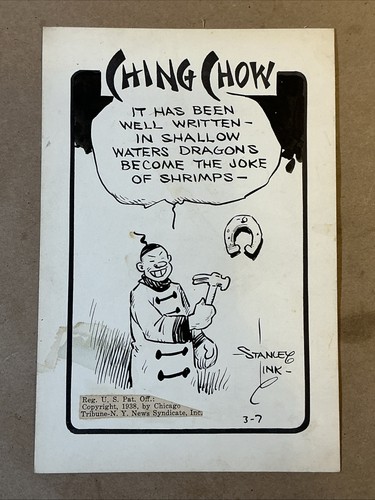 CHING CHOW
IT HAS BEEN
WELL WRITTEN -
IN SHALLOW
WATERS DRAGONS
BECOME THE JOKE
OF SHRIMPS -
STANLEY
LINK -
Reg. U. S. Pat. Off.:
Copyright, 1938, by Chicago
Tribune-N. Y. News Syndicate, Inc.
3-7